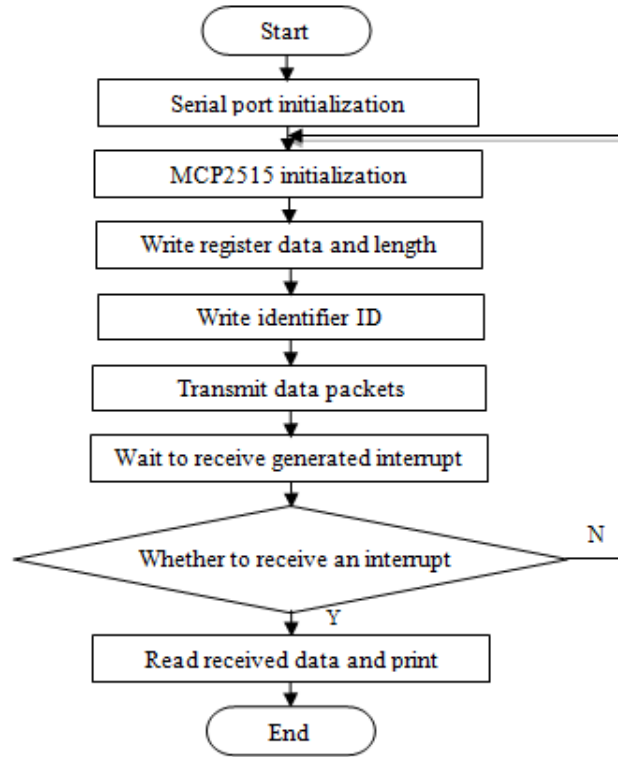 Start
Serial port initialization
MCP2515 initialization
Write register data and length
Write identifier ID
Transmit data packets
Wait to receive generated interrupt
Whether to receive an interrupt
N
Y
Read received data and print
End